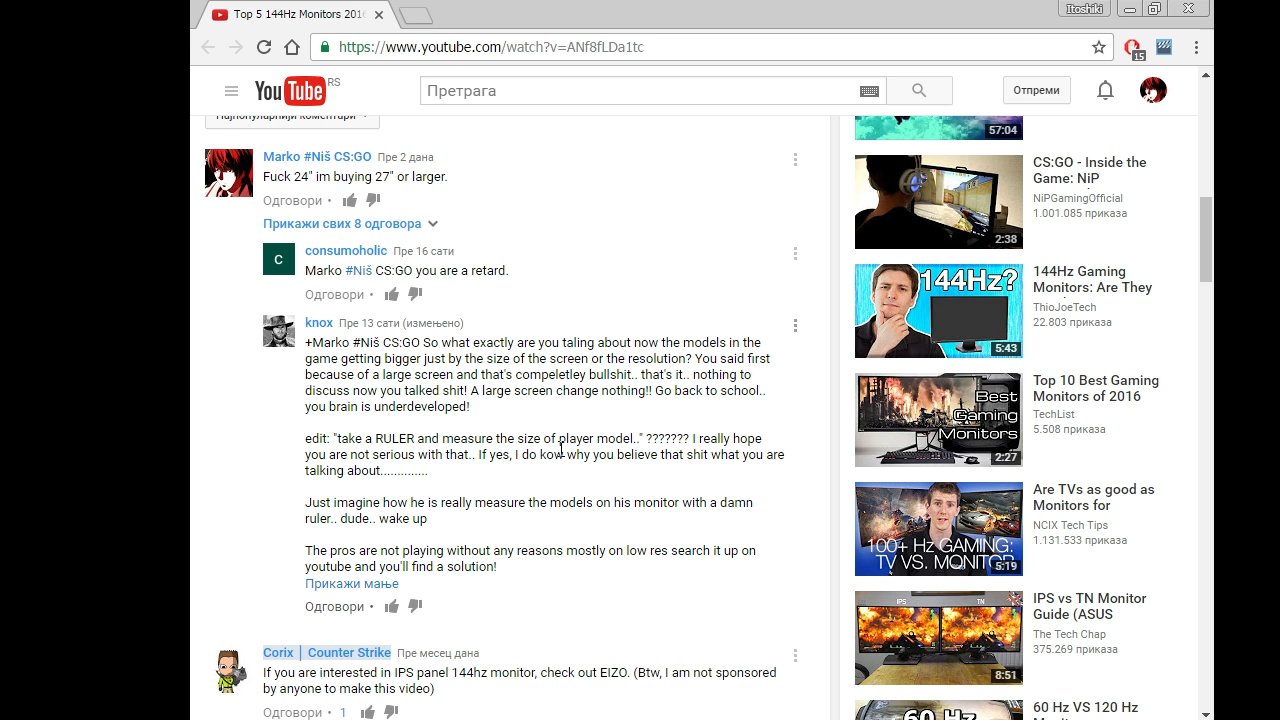 Top 5 144Hz Monitors 2016
Itoshiki
https://www.youtube.com/watch?v=ANf8fLDa1tc
15
YouTube RS
Претрага
Отпреми
Најпопуларнији коментари
Marko #Niš CS:GO Пре 2 дана
Fuck 24" im buying 27" or larger.
Одговори •
Прикажи свих 8 одговора
C
consumoholic Пре 16 сати
Marko #Niš CS:GO you are a retard.
Одговори •
knox Пре 13 сати (измењено)
+Marko #Niš CS:GO So what exactly are you taling about now the models in the
game getting bigger just by the size of the screen or the resolution? You said first
because of a large screen and that's compeletley bullshit.. that's it.. nothing to
discuss now you talked shit! A large screen change nothing!! Go back to school..
you brain is underdeveloped!
edit: "take a RULER and measure the size of player model.." ??????? I really hope
you are not serious with that.. If yes, I do kow why you believe that shit what you are
talking about..............
Just imagine how he is really measure the models on his monitor with a damn
ruler.. dude.. wake up
The pros are not playing without any reasons mostly on low res search it up on
youtube and you'll find a solution!
Прикажи мање
Одговори •
Corix │ Counter Strike Пре месец дана
If you are interested in IPS panel 144hz monitor, check out EIZO. (Btw, I am not sponsored
by anyone to make this video)
Одговори • 1
57:04
CS:GO - Inside the
Game: NiP
NiPGamingOfficial
1.001.085 приказа
2:38
144Hz?
144Hz Gaming
Monitors: Are They
ThioJoeTech
22.803 приказа
5:43
Best
Gaming
Monitors
Top 10 Best Gaming
Monitors of 2016
TechList
5.508 приказа
2:27
100+ Hz GAMING:
TV VS. MONITOR
Are TVs as good as
Monitors for
NCIX Tech Tips
1.131.533 приказа
5:19
IPS TN
IPS vs TN Monitor
Guide (ASUS
The Tech Chap
375.269 приказа
8:51
60 Hz
60 Hz VS 120 Hz